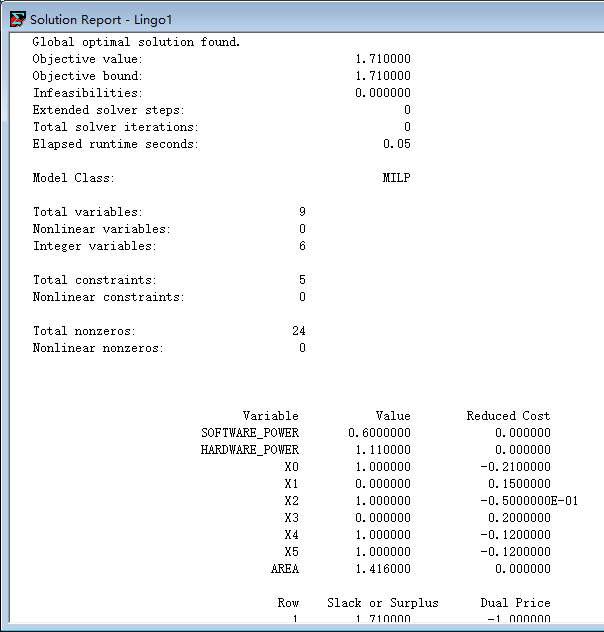 Solution Report - Lingo1
Global optimal solution found.
Objective value: 1.710000
Objective bound: 1.710000
Infeasibilities: 0.000000
Extended solver steps: 0
Total solver iterations: 0
Elapsed runtime seconds: 0.05
Model Class: MILP
Total variables: 9
Nonlinear variables: 0
Integer variables: 6
Total constraints: 5
Nonlinear constraints: 0
Total nonzeros: 24
Nonlinear nonzeros: 0
Variable Value Reduced Cost
SOFTWARE_POWER 0.6000000 0.000000
HARDWARE_POWER 1.110000 0.000000
X0 1.000000 -0.2100000
X1 0.000000 0.1500000
X2 1.000000 -0.5000000E-01
X3 0.000000 0.2000000
X4 1.000000 -0.1200000
X5 1.000000 -0.1200000
AREA 1.416000 0.000000
Row Slack or Surplus Dual Price
1 1.710000 -1.000000